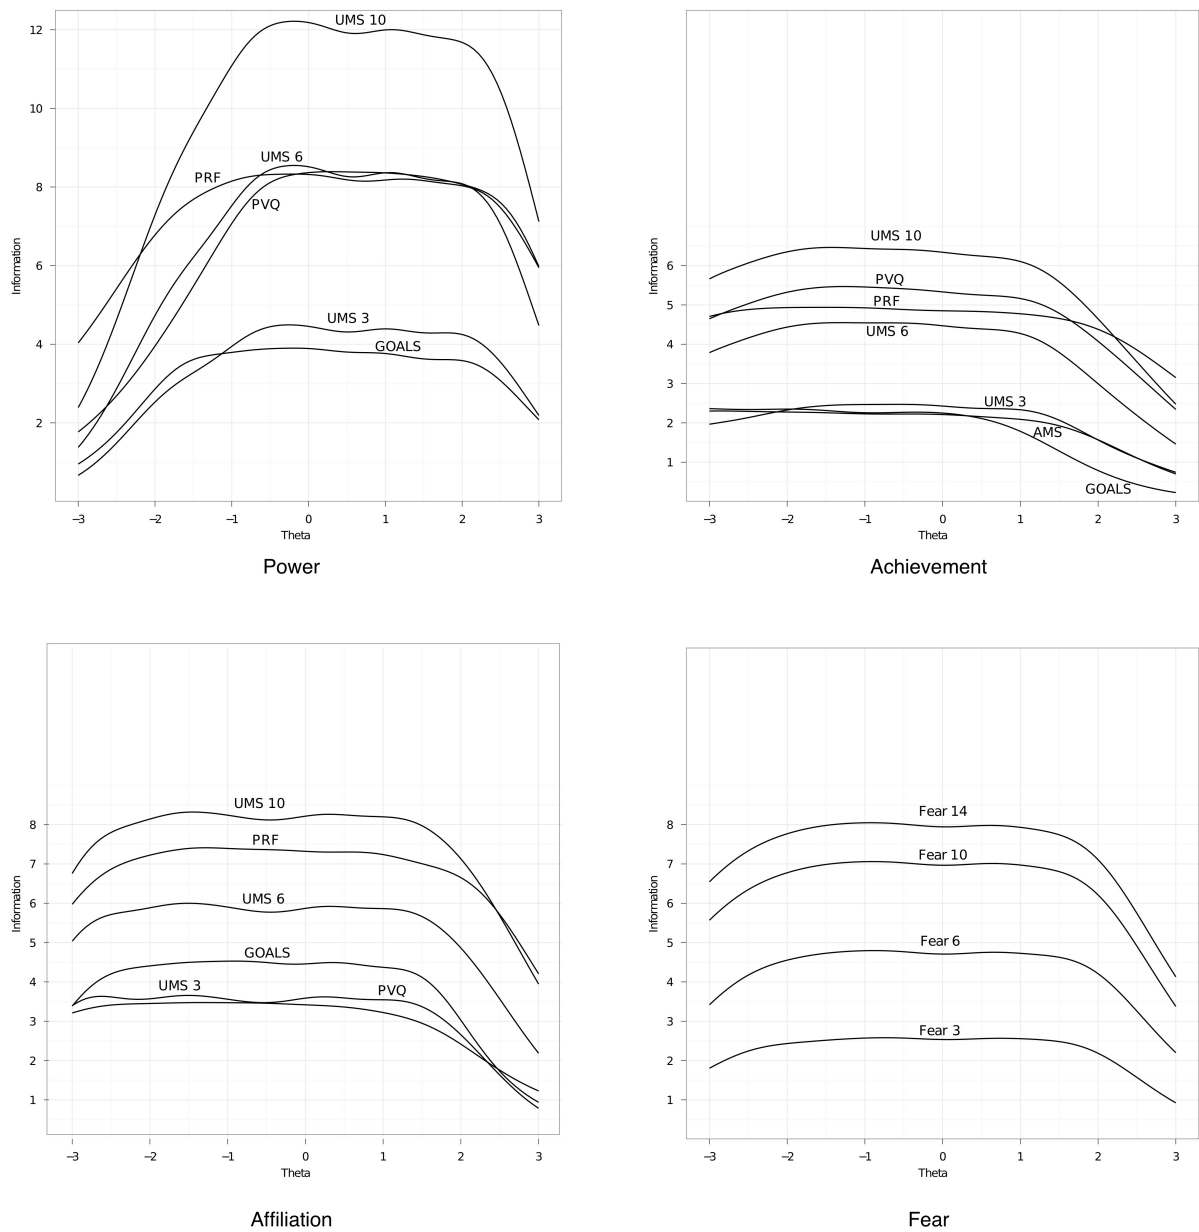 UMS 10
12
10
UMS 6
PRF
8
PVQ
Information
6
UMS 3
4
GOALS
2
−3 −2 −1 0 1 2 3
Theta
Power
UMS 10
6
PVQ
5
PRF
UMS 6
4
Information
3
UMS 3
2
AMS
1
GOALS
−3 −2 −1 0 1 2 3
Theta
Achievement
UMS 10
8
PRF
7
UMS 6
6
Information
5
GOALS
4
UMS 3
PVQ
3
2
1
−3 −2 −1 0 1 2 3
Theta
Affiliation
Fear 14
8
Fear 10
7
6
Information
Fear 6
5
4
3
Fear 3
2
1
−3 −2 −1 0 1 2 3
Theta
Fear